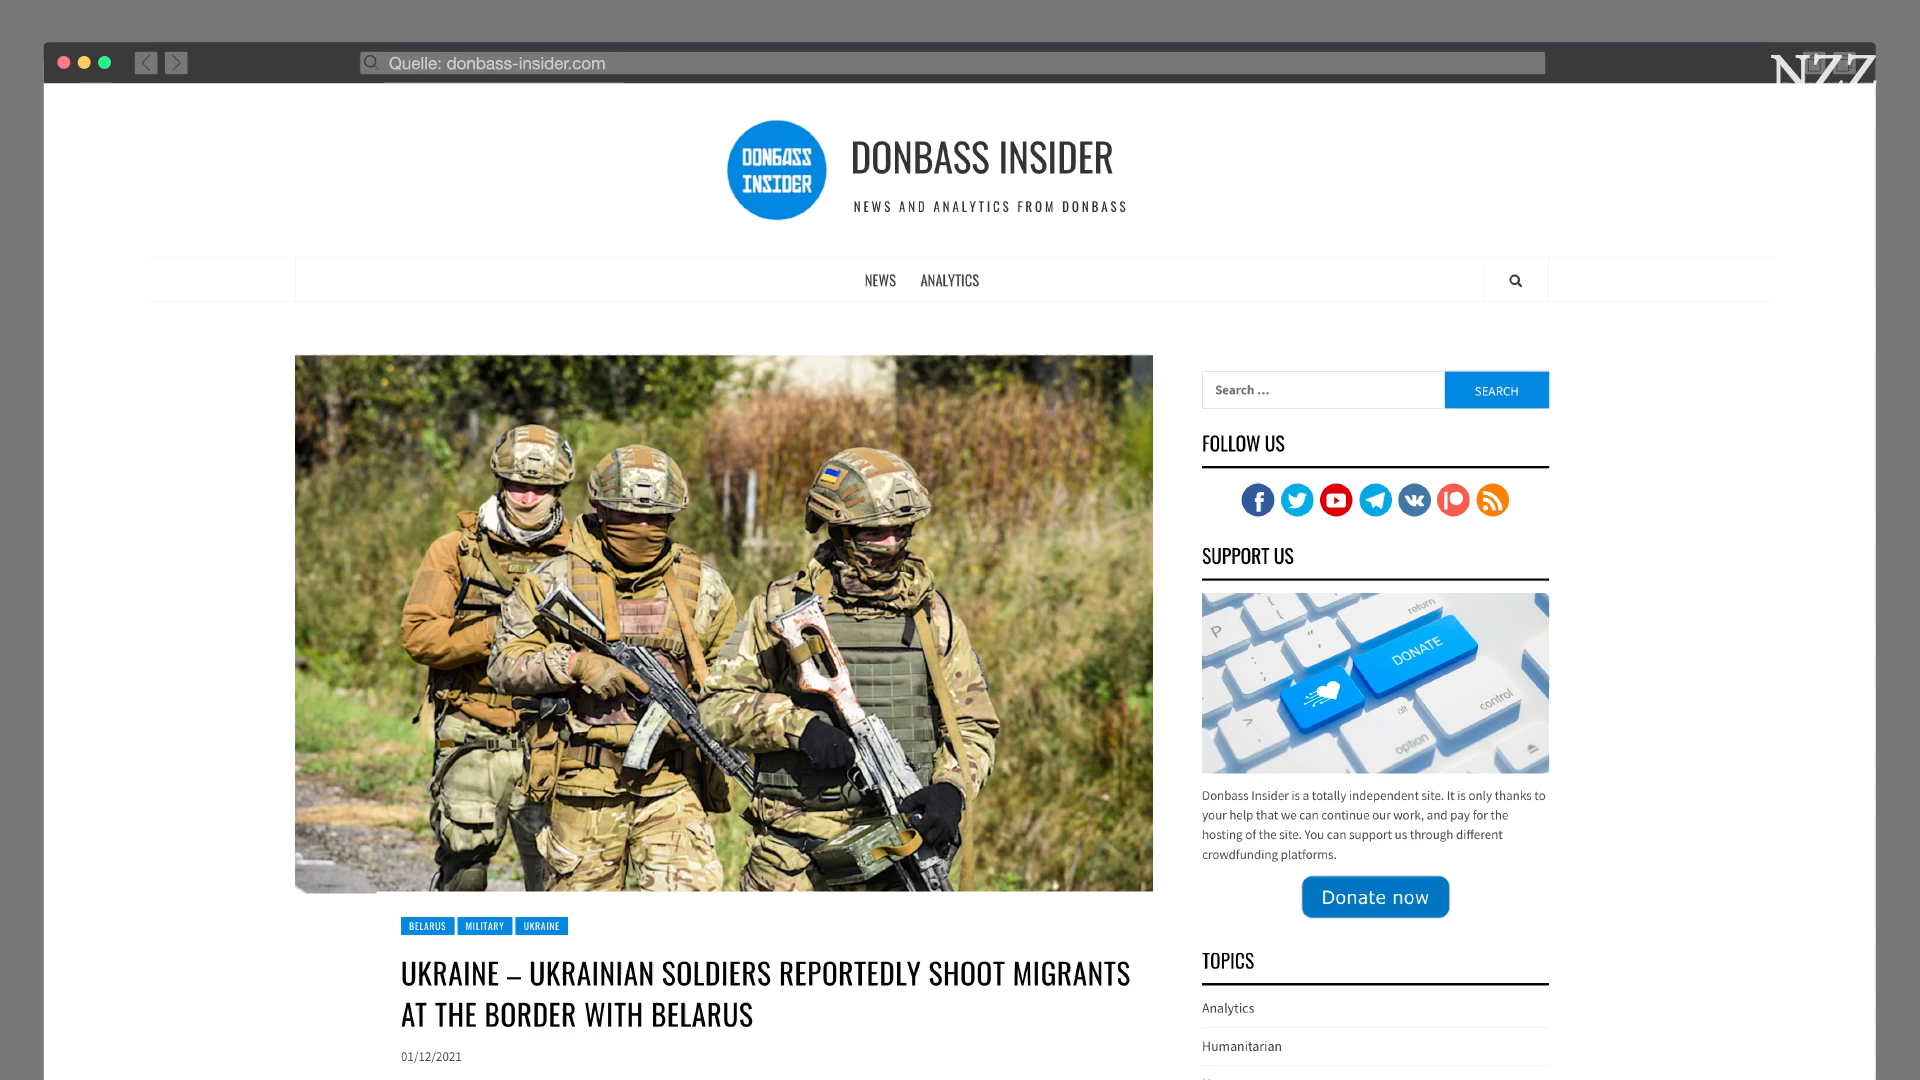 Quelle: donbass-insider.com
NZZ
DONBASS
INSIDER
DONBASS INSIDER
NEWS AND ANALYTICS FROM DONBASS
NEWS ANALYTICS
Search ...
SEARCH
FOLLOW US
SUPPORT US
return
P
DONATE
alt
control
option
Donbass Insider is a totally independent site. It is only thanks to
your help that we can continue our work, and pay for the
hosting of the site. You can support us through different
crowdfunding platforms.
Donate now
BELARUS MILITARY UKRAINE
UKRAINE – UKRAINIAN SOLDIERS REPORTEDLY SHOOT MIGRANTS
AT THE BORDER WITH BELARUS
01/12/2021
TOPICS
Analytics
Humanitarian